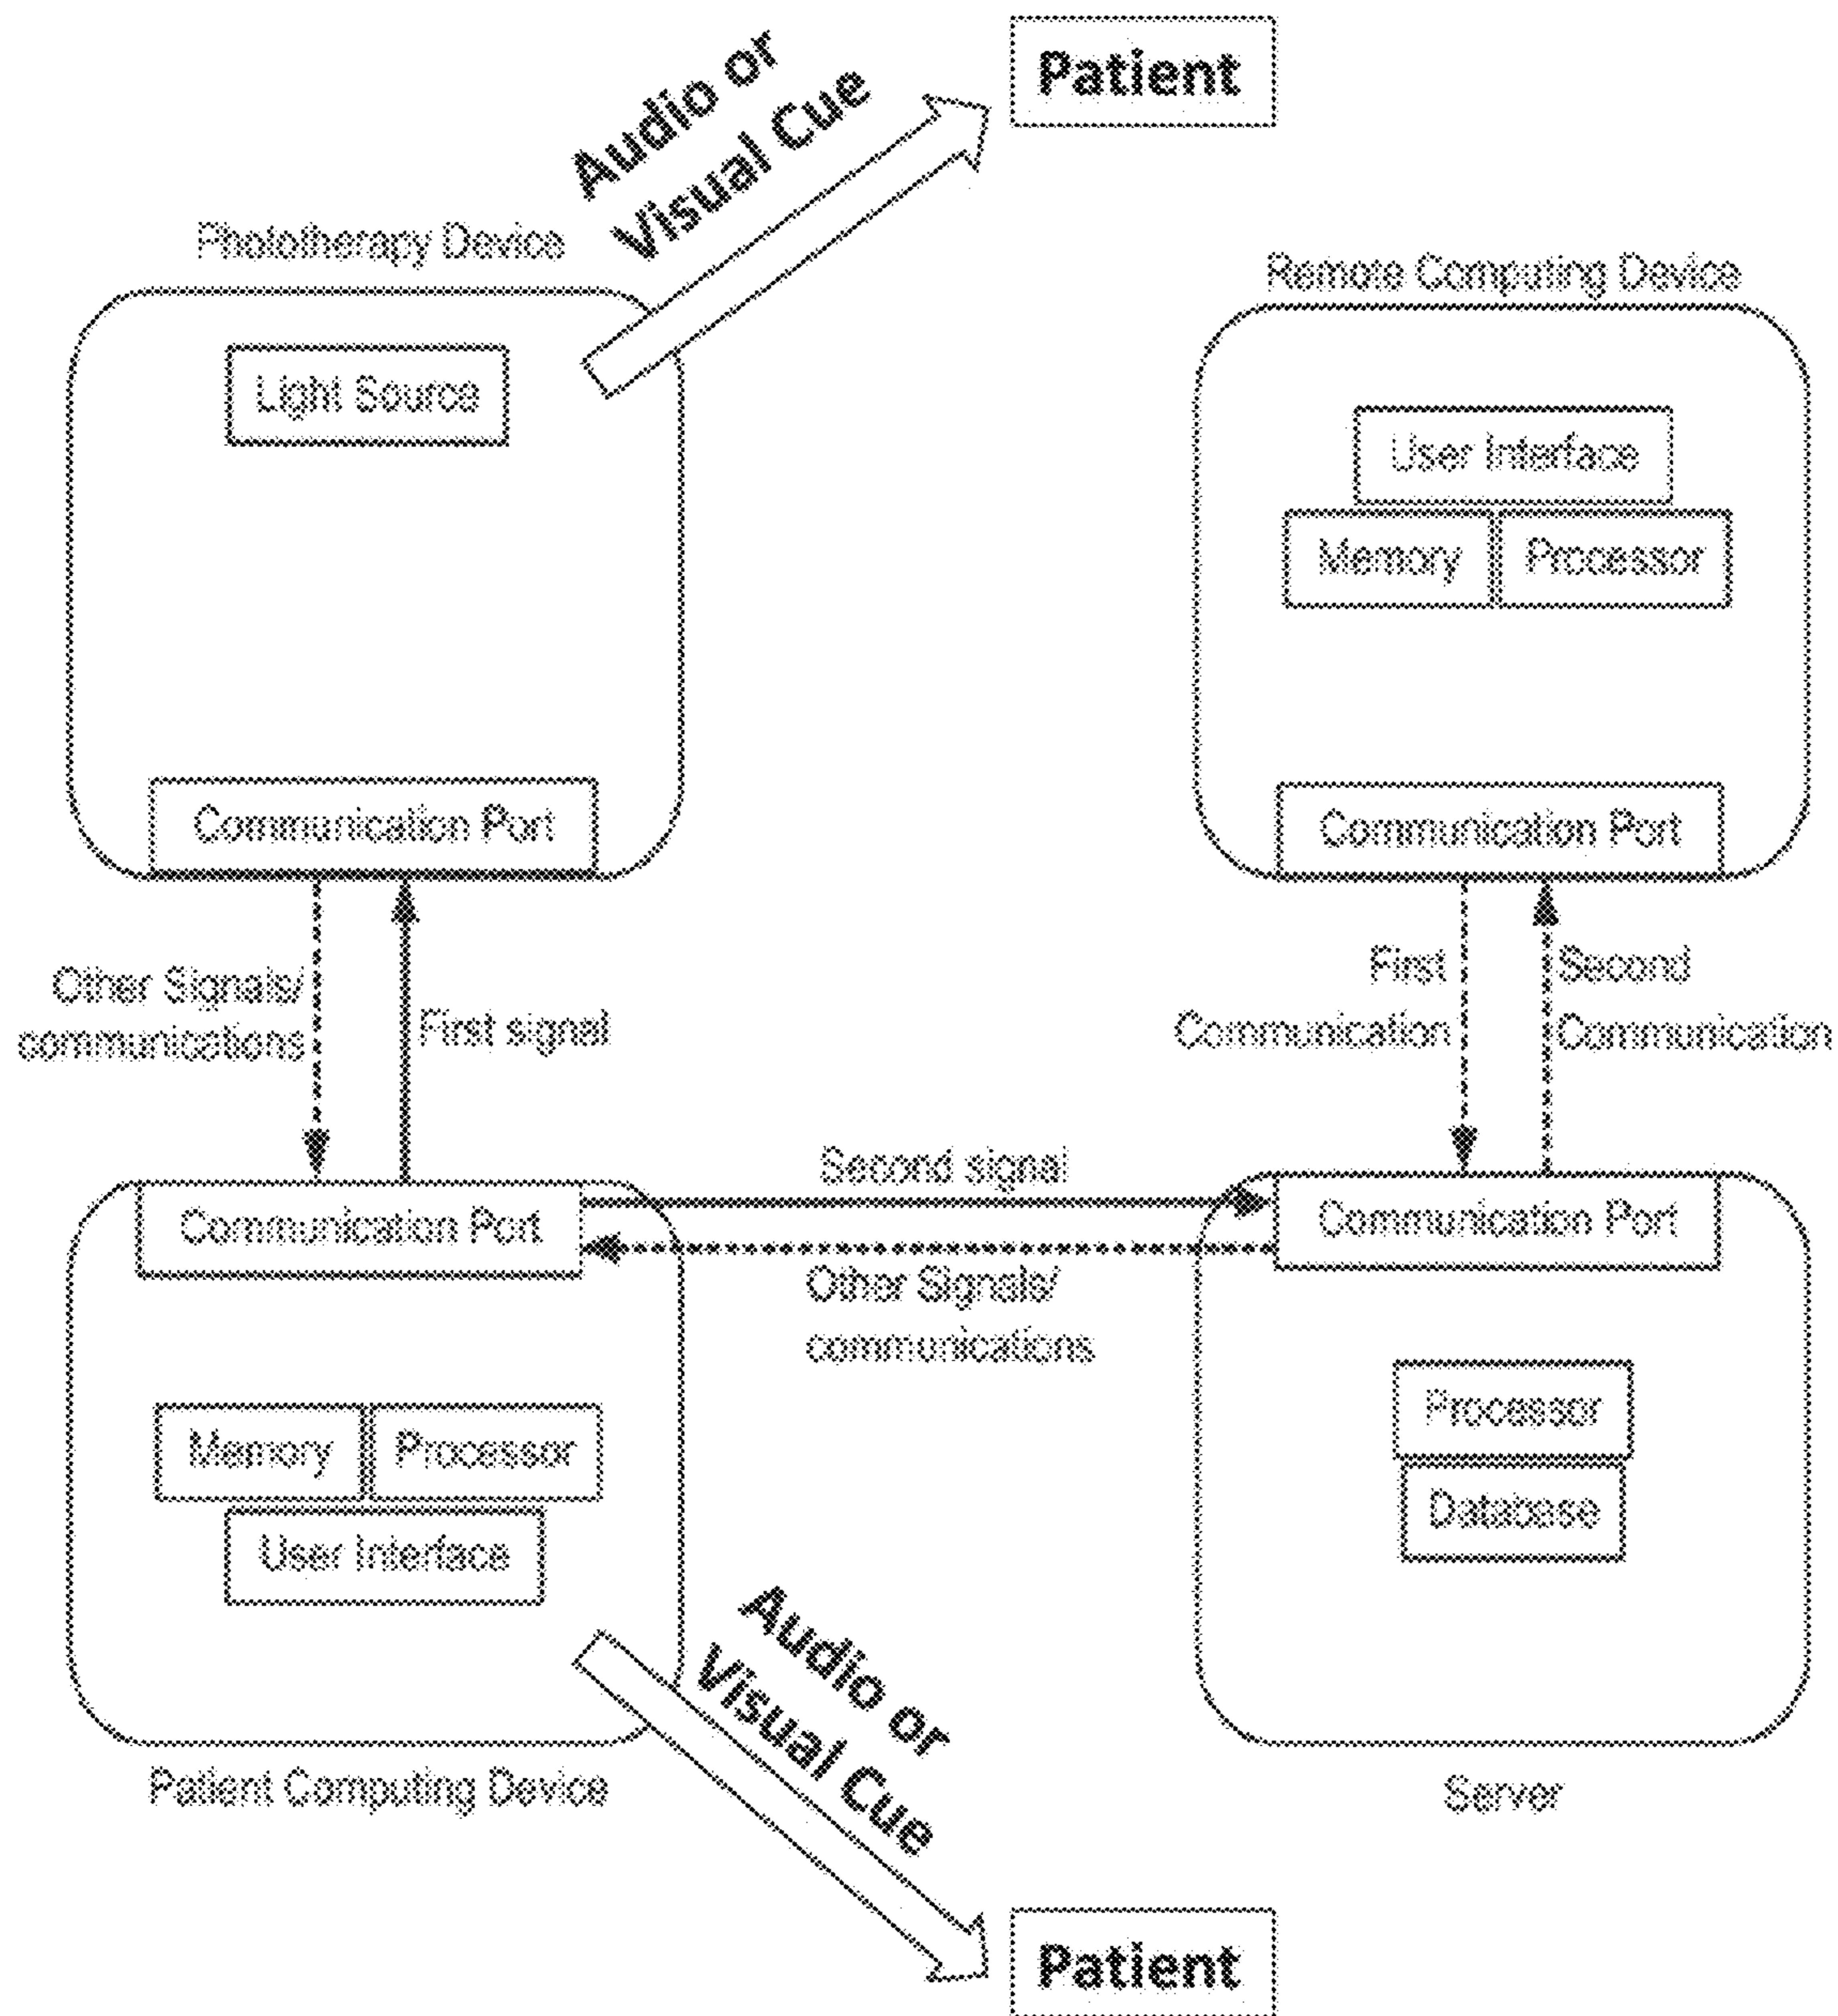 Patient
Audio or
Visual Cue
Phototherapy Device
Light Source
Communication Port
Remote Computing Device
User Interface
Memory
Processor
Communication Port
Other Signals/
communications
First signal
First
Communication
Second
Communication
Second signal
Other Signals/
communications
Communication Port
Memory
Processor
User Interface
Patient Computing Device
Communication Port
Processor
Database
Server
Audio or
Visual Cue
Patient